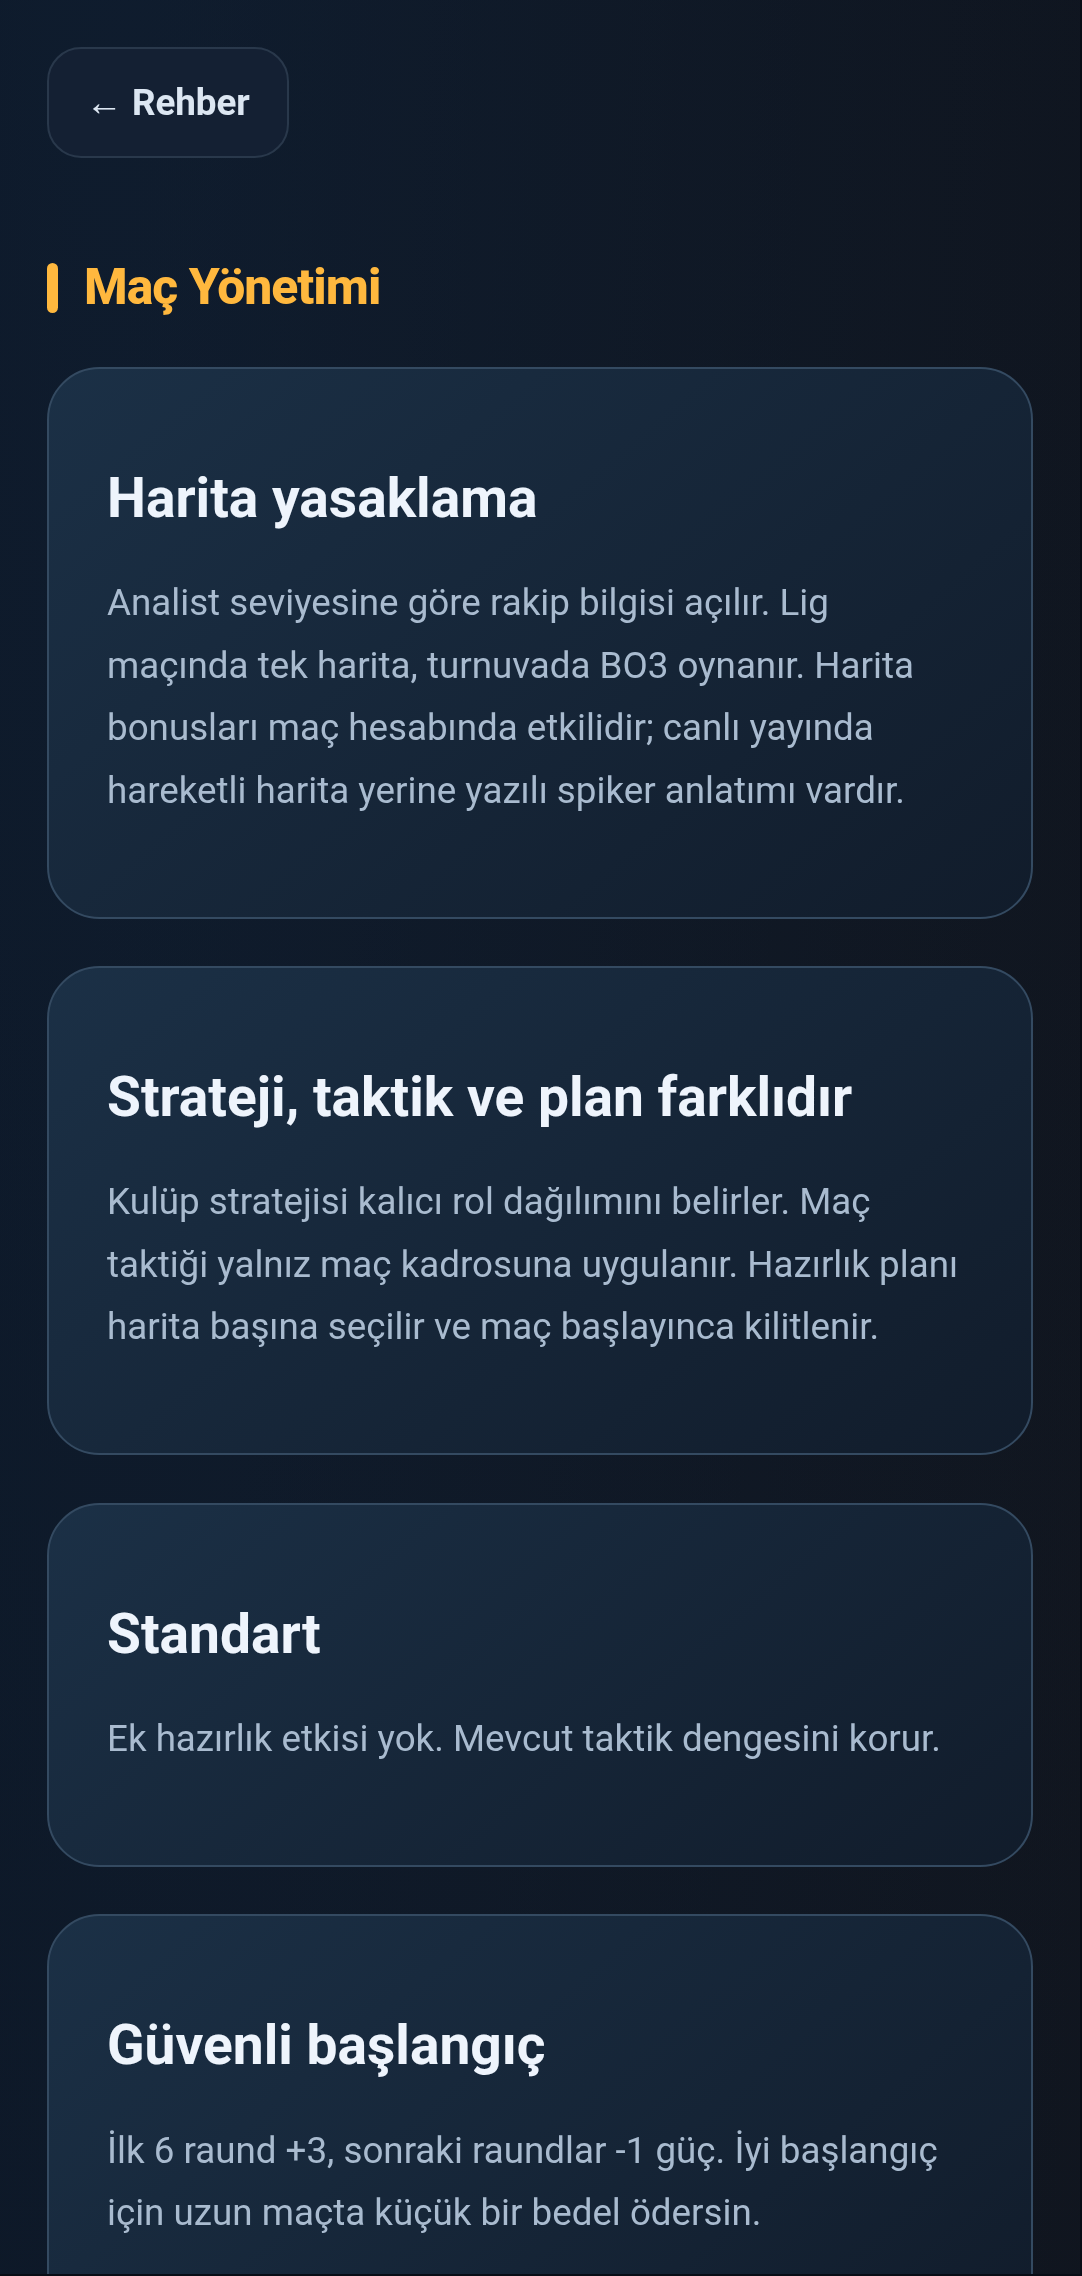 ← Rehber
Maç Yönetimi
Harita yasaklama
Analist seviyesine göre rakip bilgisi açılır. Lig
maçında tek harita, turnuvada BO3 oynanır. Harita
bonusları maç hesabında etkilidir; canlı yayında
hareketli harita yerine yazılı spiker anlatımı vardır.
Strateji, taktik ve plan farklıdır
Kulüp stratejisi kalıcı rol dağılımını belirler. Maç
taktiği yalnız maç kadrosuna uygulanır. Hazırlık planı
harita başına seçilir ve maç başlayınca kilitlenir.
Standart
Ek hazırlık etkisi yok. Mevcut taktik dengesini korur.
Güvenli başlangıç
İlk 6 raund +3, sonraki raundlar -1 güç. İyi başlangıç
için uzun maçta küçük bir bedel ödersin.